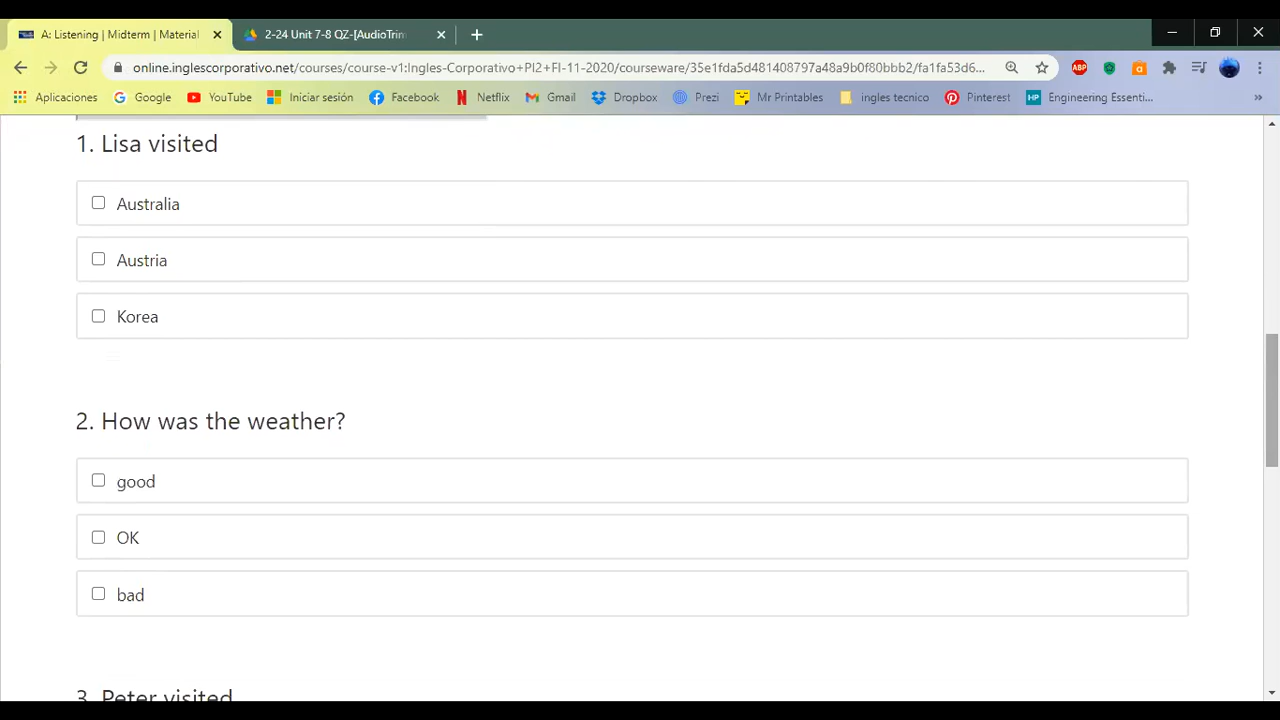 A: Listening | Midterm | Material
2-24 Unit 7-8 QZ-[AudioTrin
online.inglescorporativo.net/courses/course-v1:Ingles-Corporativo+PI2+FI-11-2020/courseware/35e1fda5d481408797a48a9b0f80bbb2/fa1fa53d6...
ABP
a
Aplicaciones Google YouTube Iniciar sesión Facebook Netflix Gmail Dropbox Prezi Mr Printables ingles tecnico Pinterest HP Engineering Essenti... »
1. Lisa visited
Australia
Austria
Korea
2. How was the weather?
good
OK
bad
3. Peter visited